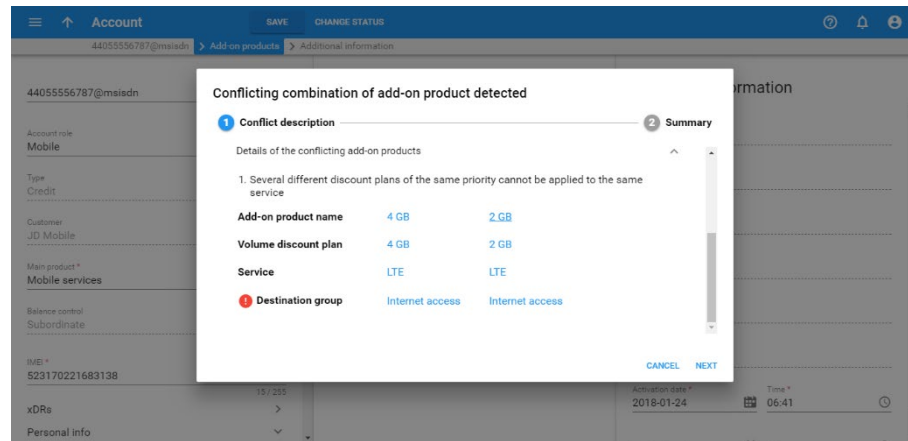 Account SAVE CHANGE STATUS
44055556787@msisdn Add-on products Additional information
44055556787@msisdn
Account role
Mobile
Type
Credit
Customer
JD Mobile
Main product *
Mobile services
Balance control
Subordinate
IMEI *
523170221683138
15 / 255
xDRs
Personal info
Conflicting combination of add-on product detected
1 Conflict description 2 Summary
Details of the conflicting add-on products
1. Several different discount plans of the same priority cannot be applied to the same
service
Add-on product name 4 GB 2 GB
Volume discount plan 4 GB 2 GB
Service LTE LTE
Destination group Internet access Internet access
CANCEL NEXT
rmation
Activation date * Time *
2018-01-24 06:41